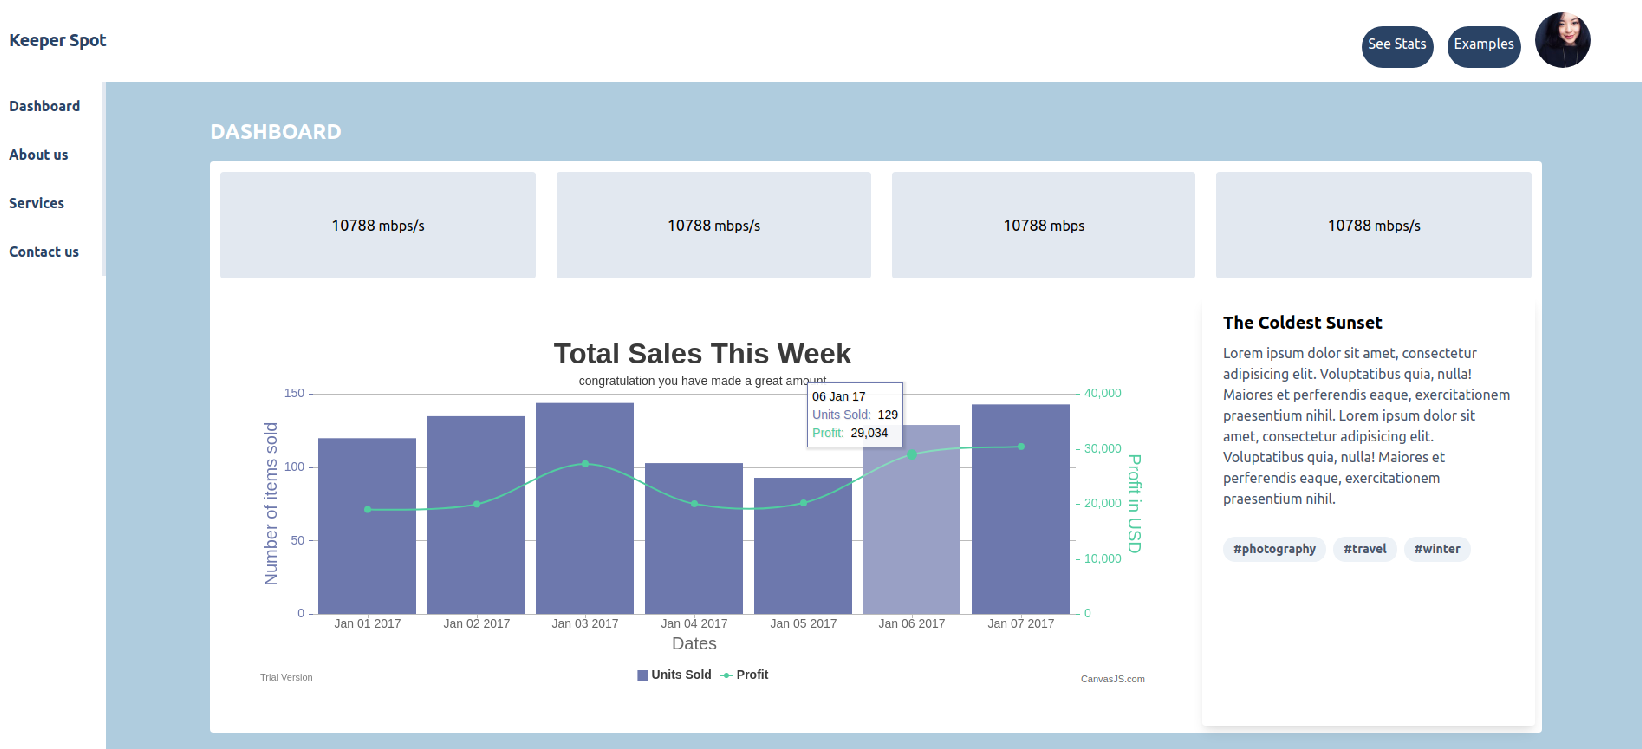 Keeper Spot
See Stats
Examples
Dashboard
About us
Services
Contact us
DASHBOARD
10788 mbps/s
10788 mbps/s
10788 mbps
10788 mbps/s
Total Sales This Week
congratulation you have made a great amount
Number of items sold
150
100
50
0
06 Jan 17
Units Sold: 129
Profit: 29,034
40,000
30,000
20,000
10,000
0
Profit in USD
Jan 01 2017
Jan 02 2017
Jan 03 2017
Jan 04 2017
Jan 05 2017
Jan 06 2017
Jan 07 2017
Dates
Units Sold
Profit
Trial Version
CanvasJS.com
The Coldest Sunset
Lorem ipsum dolor sit amet, consectetur
adipisicing elit. Voluptatibus quia, nulla!
Maiores et perferendis eaque, exercitationem
praesentium nihil. Lorem ipsum dolor sit
amet, consectetur adipisicing elit.
Voluptatibus quia, nulla! Maiores et
perferendis eaque, exercitationem
praesentium nihil.
#photography
#travel
#winter